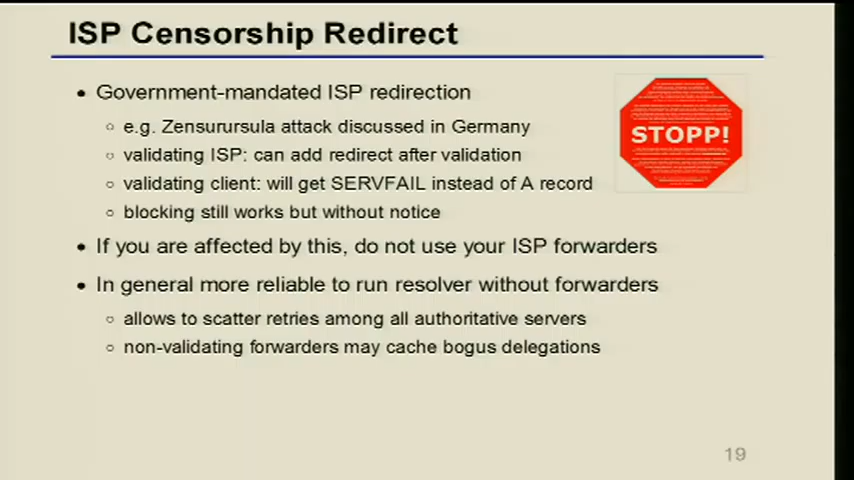 ISP Censorship Redirect
• Government-mandated ISP redirection
○ e.g. Zensurursula attack discussed in Germany
○ validating ISP: can add redirect after validation
○ validating client: will get SERVFAIL instead of A record
○ blocking still works but without notice
STOPP!
• If you are affected by this, do not use your ISP forwarders
• In general more reliable to run resolver without forwarders
○ allows to scatter retries among all authoritative servers
○ non-validating forwarders may cache bogus delegations
19